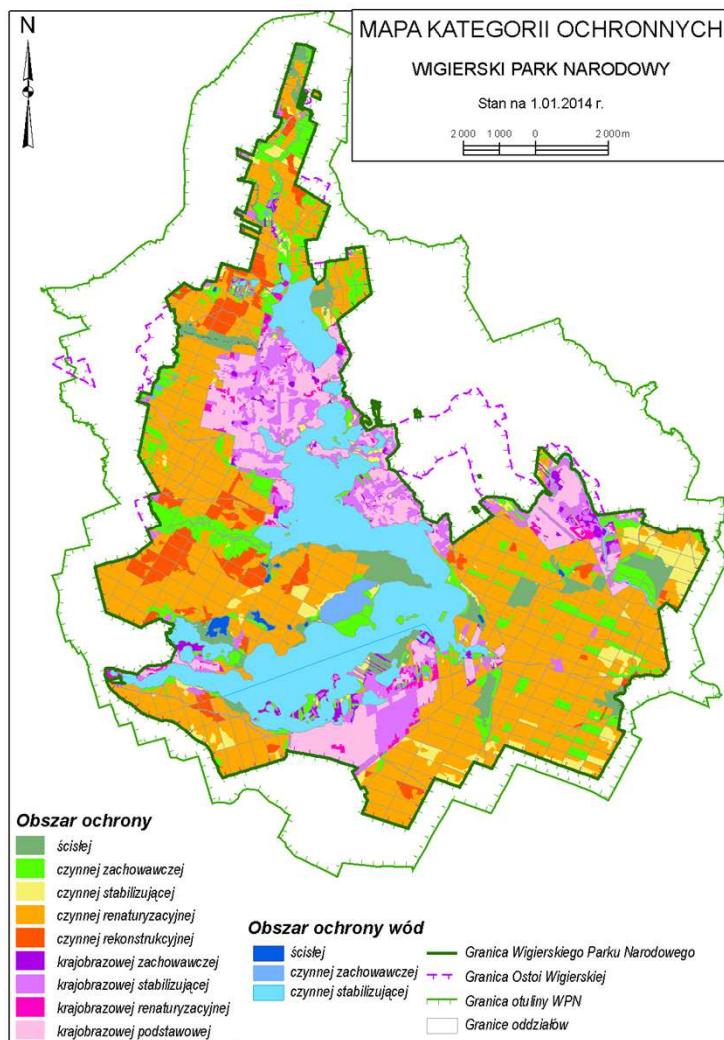 N
MAPA KATEGORII OCHRONNYCH
WIGIERSKI PARK NARODOWY
Stan na 1.01.2014 r.
2 000 1 000 0 2 000 m
Obszar ochrony
ścisłej
czynnej zachowawczej
czynnej stabilizującej
czynnej renaturyzacyjnej
czynnej rekonstrukcyjnej
krajobrazowej zachowawczej
krajobrazowej stabilizującej
krajobrazowej renaturyzacyjnej
krajobrazowej podstawowej
Obszar ochrony wód
ścisłej
czynnej zachowawczej
czynnej stabilizującej
Granica Wigierskiego Parku Narodowego
Granica Ostoi Wigierskiej
Granica otuliny WPN
Granice oddziałów